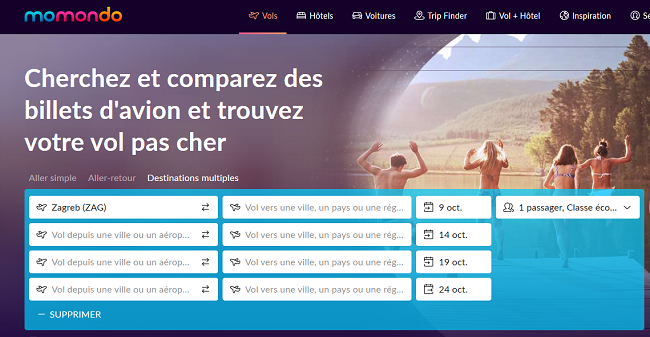 momondo
Vols Hôtels Voitures Trip Finder Vol + Hôtel Inspiration
Cherchez et comparez des
billets d'avion et trouvez
votre vol pas cher
Aller simple Aller-retour Destinations multiples
Zagreb (ZAG) Vol vers une ville, un pays ou une rég... 9 oct. 1 passager, Classe éco...
Vol depuis une ville ou un aérop... Vol vers une ville, un pays ou une rég... 14 oct.
Vol depuis une ville ou un aérop... Vol vers une ville, un pays ou une rég... 19 oct.
Vol depuis une ville ou un aérop... Vol vers une ville, un pays ou une rég... 24 oct.
— SUPPRIMER